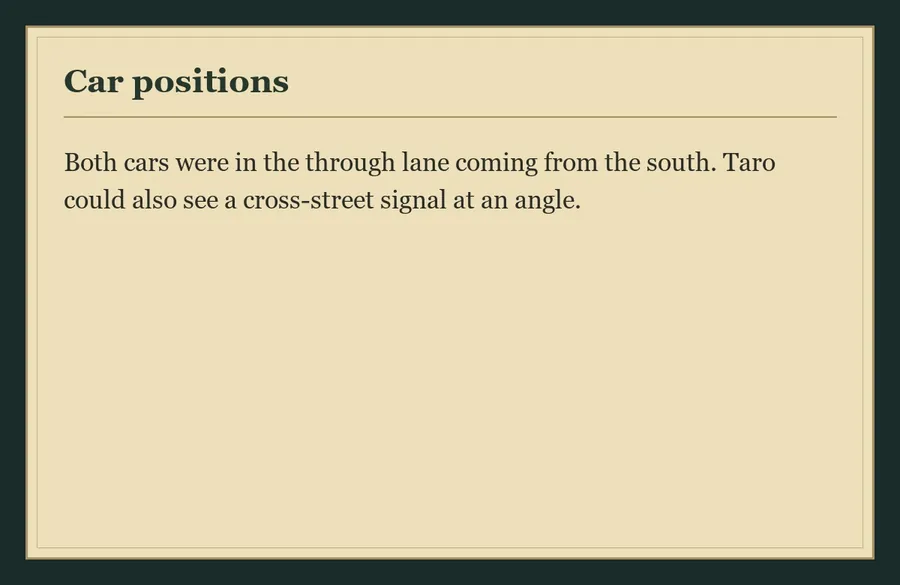 Car positions
Both cars were in the through lane coming from the south. Taro
could also see a cross-street signal at an angle.